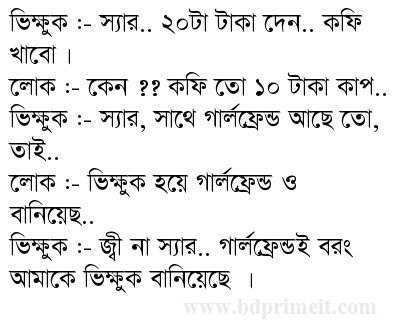 ভিক্ষুক :- স্যার.. ২০টা টাকা দেন.. কফি
খাবো ।
লোক :- কেন ?? কফি তো ১০ টাকা কাপ..
ভিক্ষুক :- স্যার, সাথে গার্লফ্রেন্ড আছে তো,
তাই..
লোক :- ভিক্ষুক হয়ে গার্লফ্রেন্ড ও
বানিয়েছ..
ভিক্ষুক :- জ্বী না স্যার.. গার্লফ্রেন্ডই বরং
আমাকে ভিক্ষুক বানিয়েছে ।
www.bdprimeit.com